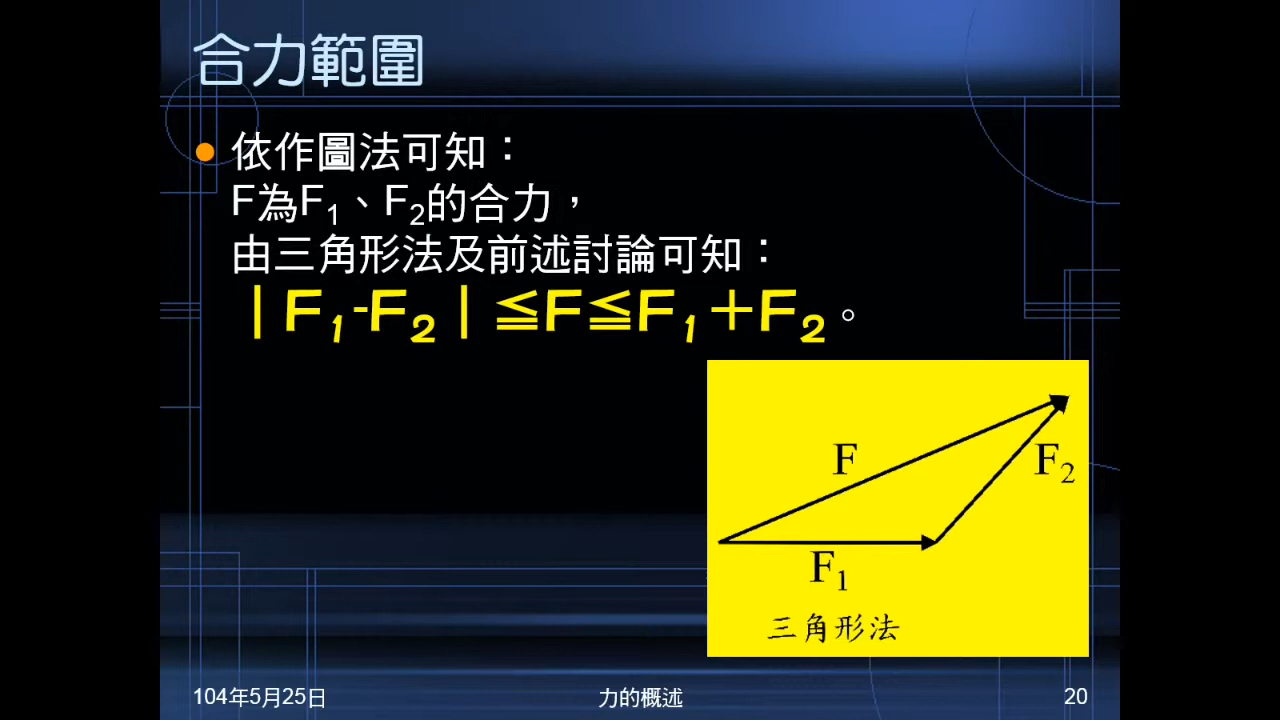 合力範圍
依作圖法可知：
F為F₁、F₂的合力，
由三角形法及前述討論可知：
｜F₁-F₂｜≦F≦F₁＋F₂。
F
F₂
F₁
三角形法
104年5月25日
力的概述
20